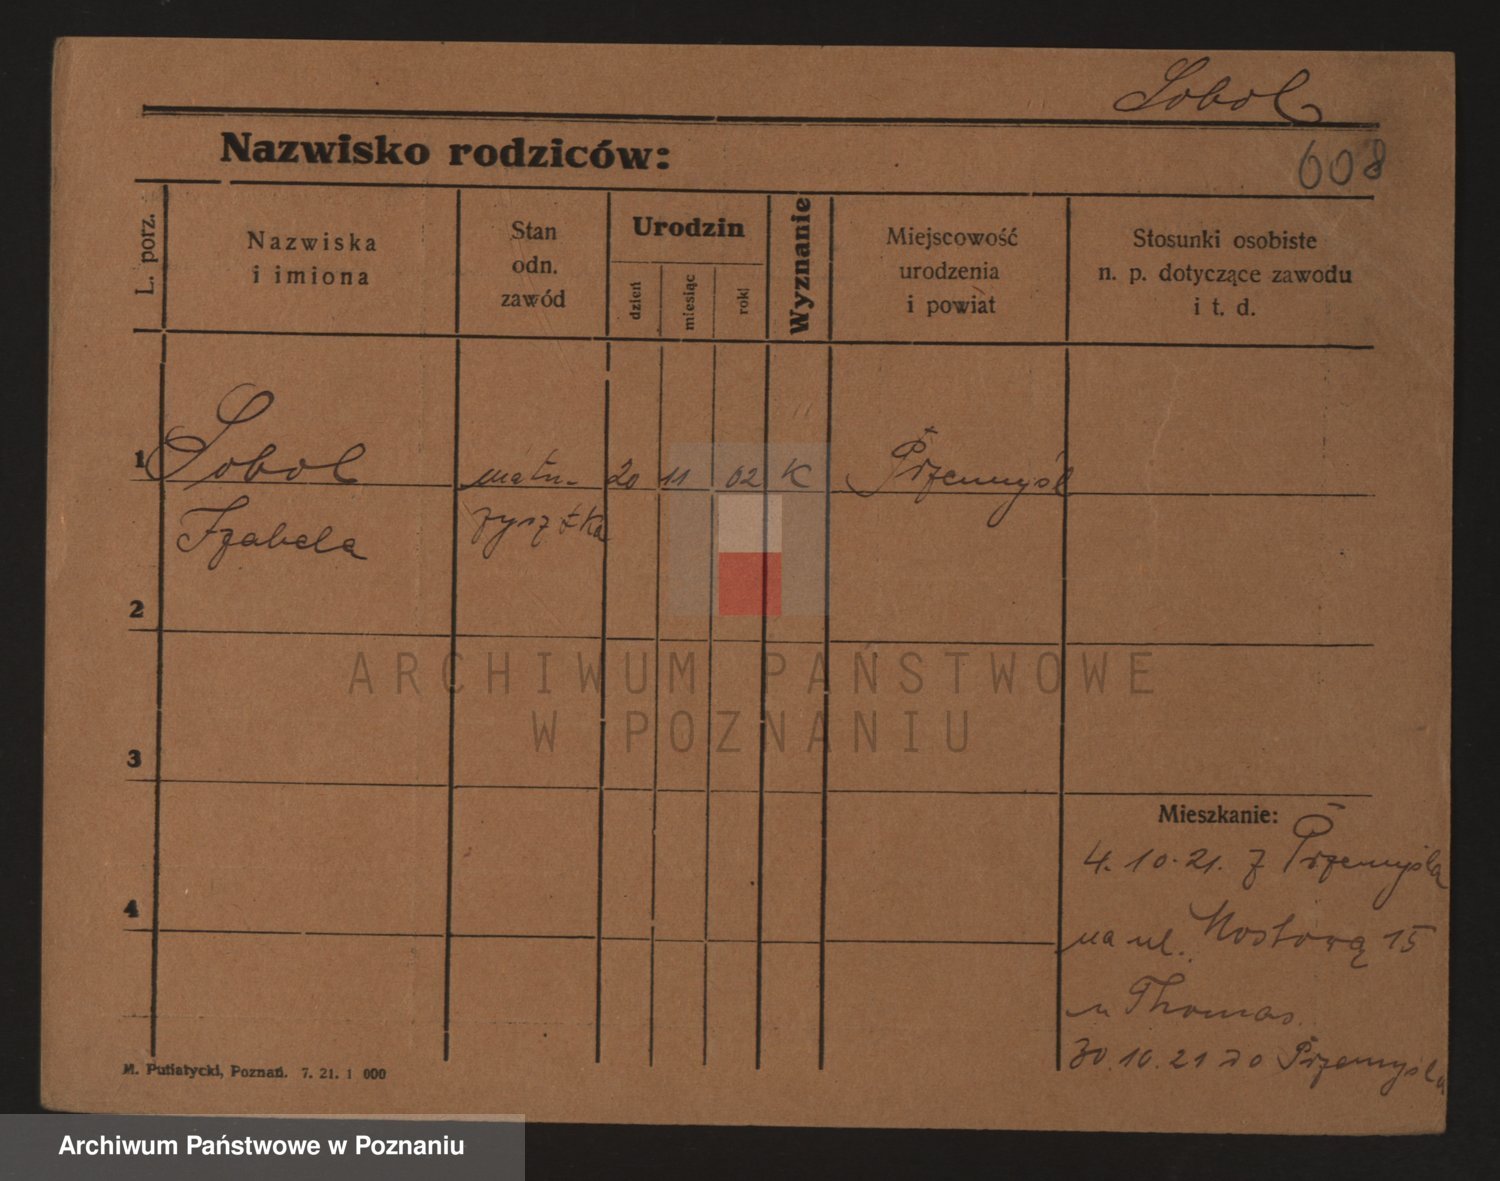 Sobol
608
Nazwisko rodziców:
L. porz.
Nazwiska
i imiona
Stan
odn.
zawód
Urodzin
dzień
miesiąc
rok
Wyznanie
Miejscowość
urodzenia
i powiat
Stosunki osobiste
n. p. dotyczące zawodu
i t. d.
1 Sobol matu- 20 11 02 K Przemyśl
Izabela zystka
2
3
4
Mieszkanie:
4. 10. 21. z Przemyśla
na ul. Mostową 15
u Thomas.
30.10.21 do Przemyśla
M. Putiatycki, Poznań. 7. 21. 1 000
ARCHIWUM PAŃSTWOWE
W POZNANIU
Archiwum Państwowe w Poznaniu